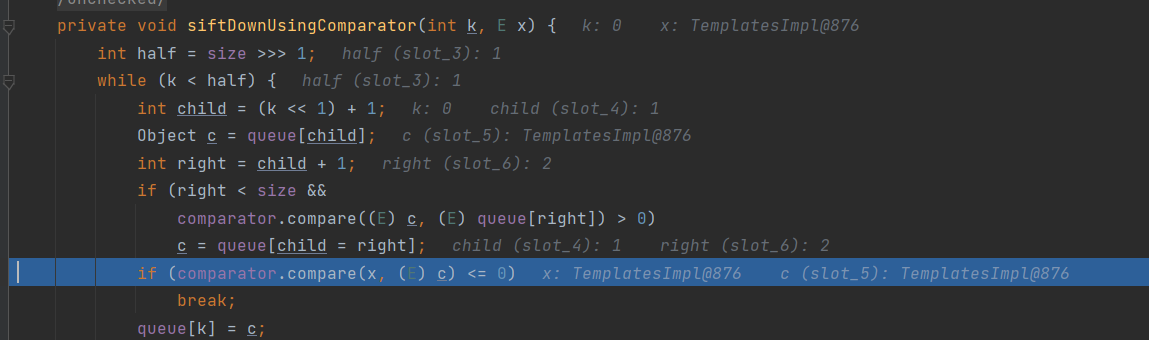 /unchecked/
private void siftDownUsingComparator(int k, E x) {   k: 0    x: TemplatesImpl@876
int half = size >>> 1;   half (slot_3): 1
while (k < half) {   half (slot_3): 1
int child = (k << 1) + 1;   k: 0    child (slot_4): 1
Object c = queue[child];   c (slot_5): TemplatesImpl@876
int right = child + 1;   right (slot_6): 2
if (right < size &&
comparator.compare((E) c, (E) queue[right]) > 0)
c = queue[child = right];   child (slot_4): 1    right (slot_6): 2
if (comparator.compare(x, (E) c) <= 0)   x: TemplatesImpl@876    c (slot_5): TemplatesImpl@876
break;
queue[k] = c;